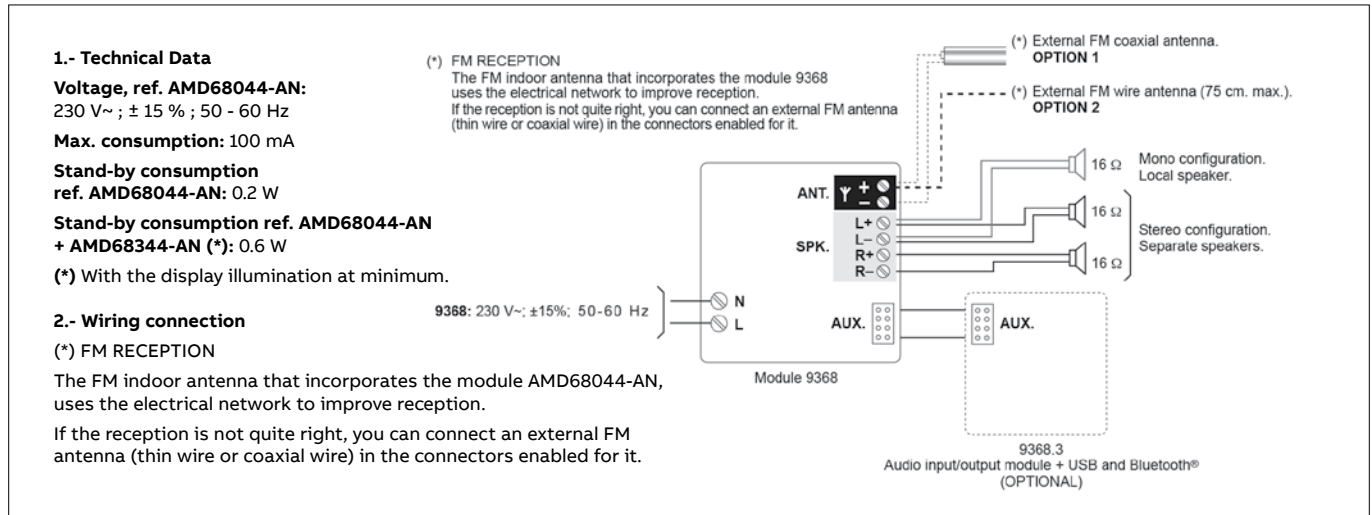 1.- Technical Data
Voltage, ref. AMD68044-AN:
230 V~ ; ± 15 % ; 50 - 60 Hz
Max. consumption: 100 mA
Stand-by consumption
ref. AMD68044-AN: 0.2 W
Stand-by consumption ref. AMD68044-AN
+ AMD68344-AN (*): 0.6 W
(*) With the display illumination at minimum.
2.- Wiring connection
(*) FM RECEPTION
The FM indoor antenna that incorporates the module AMD68044-AN,
uses the electrical network to improve reception.
If the reception is not quite right, you can connect an external FM
antenna (thin wire or coaxial wire) in the connectors enabled for it.
(*) FM RECEPTION
The FM indoor antenna that incorporates the module 9368
uses the electrical network to improve reception.
If the reception is not quite right, you can connect an external FM antenna
(thin wire or coaxial wire) in the connectors enabled for it.
(*) External FM coaxial antenna.
OPTION 1
(*) External FM wire antenna (75 cm. max.).
OPTION 2
ANT.
+
−
SPK.
L+
L−
R+
R−
16 Ω
Mono configuration.
Local speaker.
16 Ω
16 Ω
Stereo configuration.
Separate speakers.
9368: 230 V~; ±15%; 50-60 Hz
N
L
AUX.
AUX.
Module 9368
9368.3
Audio input/output module + USB and Bluetooth®
(OPTIONAL)